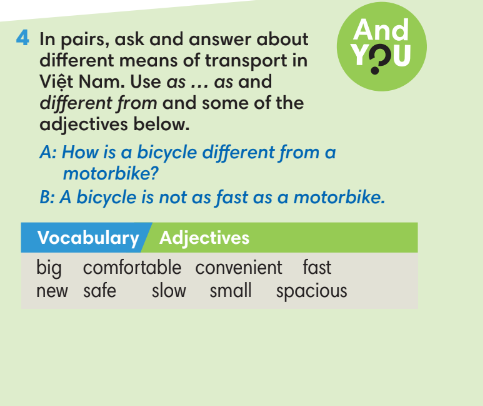 4 In pairs, ask and answer about
different means of transport in
Việt Nam. Use as ... as and
different from and some of the
adjectives below.
And
Y?U
A: How is a bicycle different from a
motorbike?
B: A bicycle is not as fast as a motorbike.
Vocabulary Adjectives
big comfortable convenient fast
new safe slow small spacious